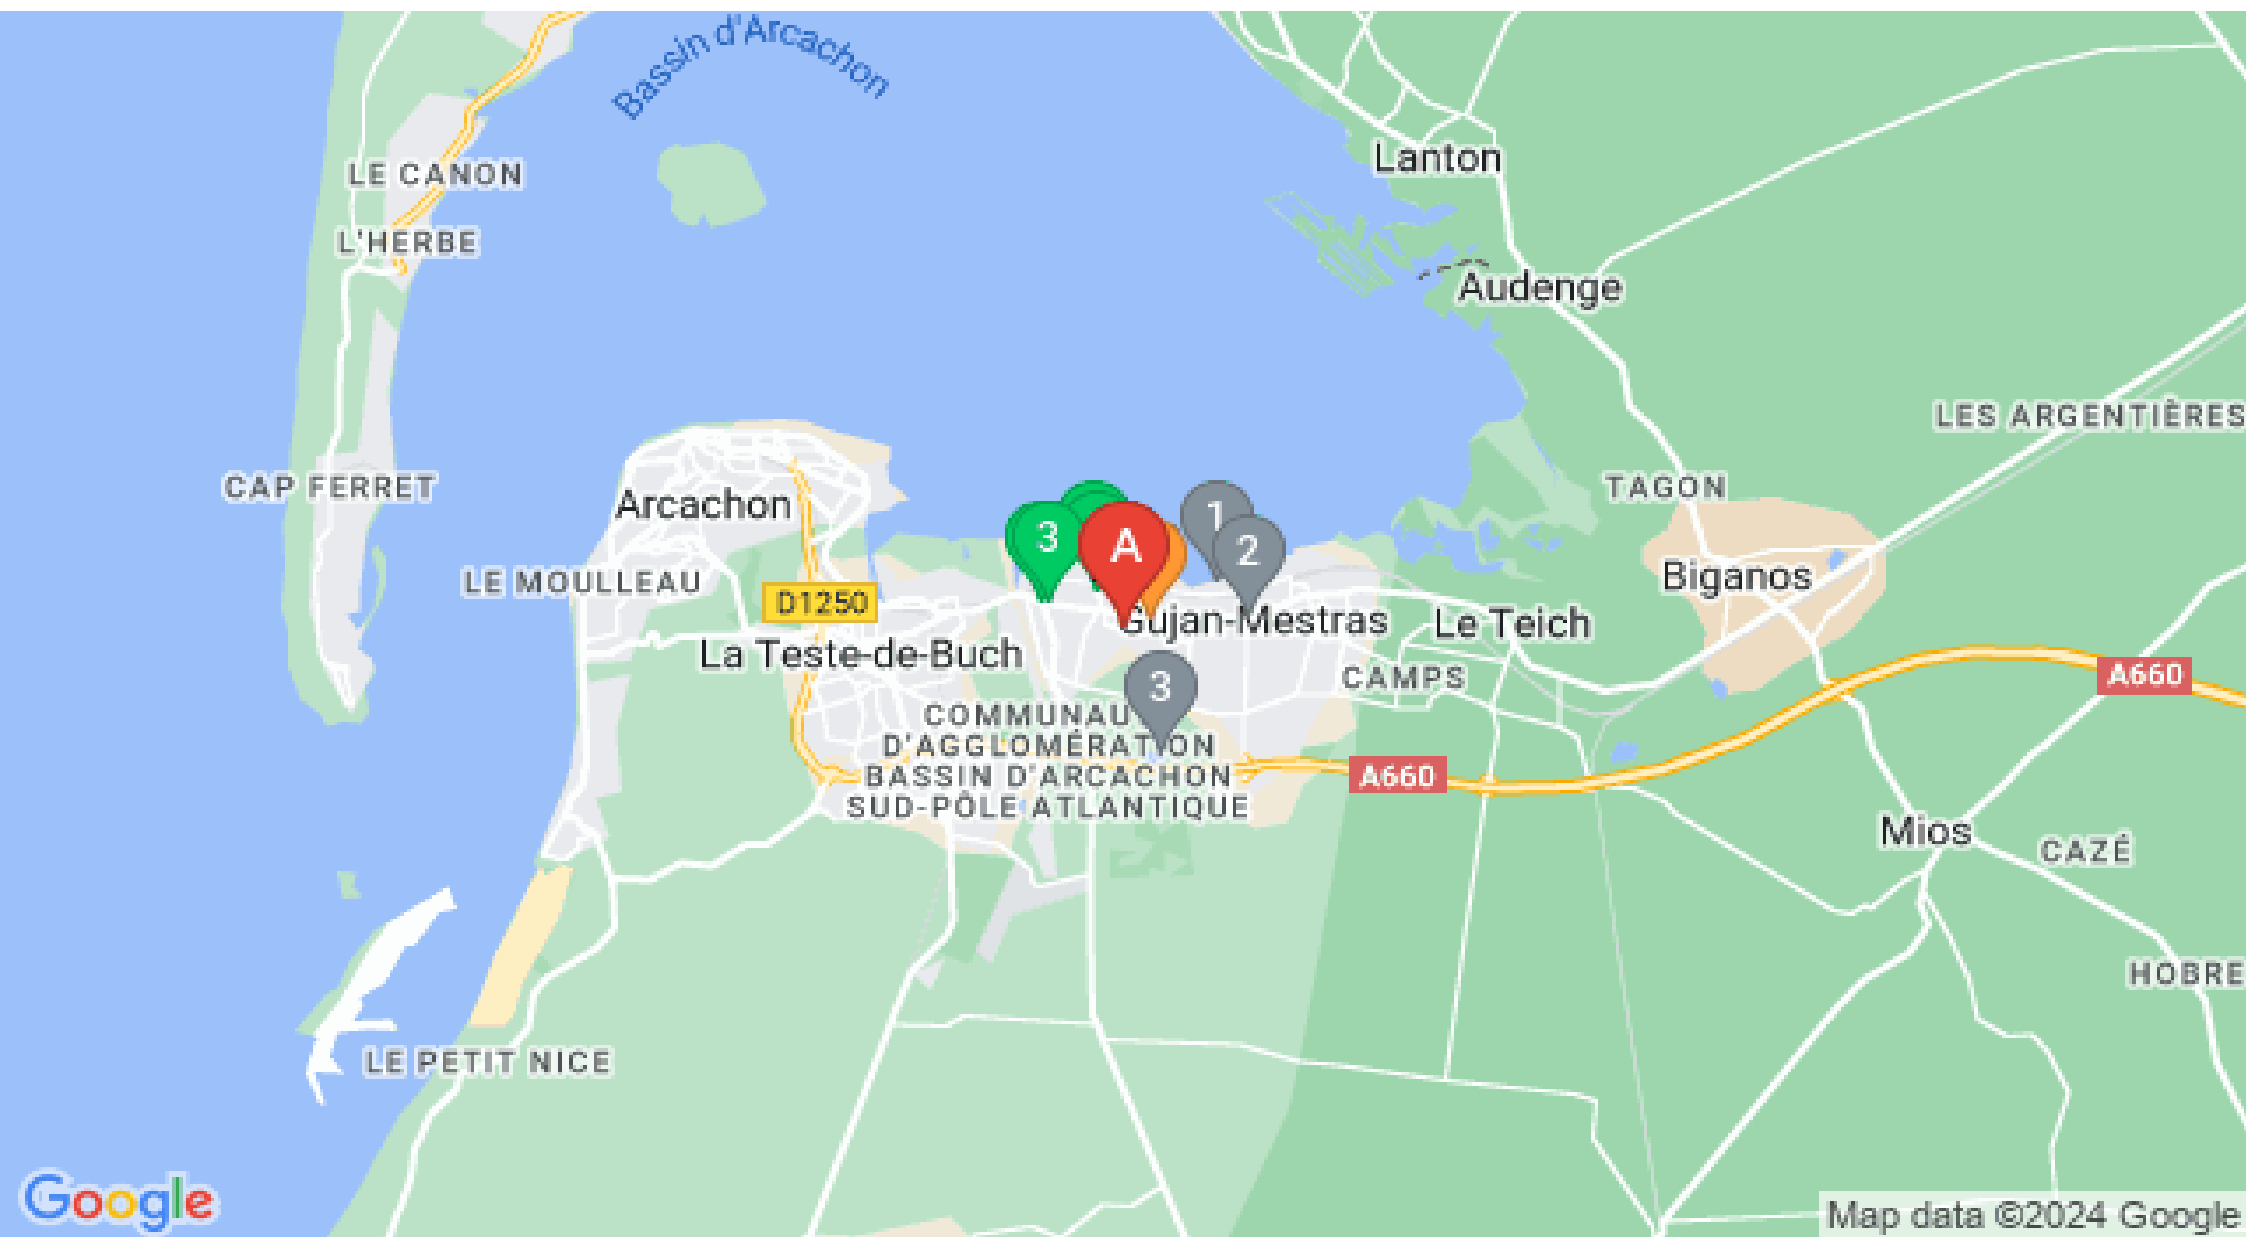 Bassin d'Arcachon
Lanton
LE CANON
L'HERBE
Audenge
LES ARGENTIÈRES
CAP FERRET
TAGON
Arcachon
3
A
1
2
LE MOULLEAU
D1250
Biganos
Gujan-Mestras
Le Teich
La Teste-de-Buch
CAMPS
3
A660
COMMUNAU
D'AGGLOMÉRATION
BASSIN D'ARCACHON
SUD-PÔLE ATLANTIQUE
A660
Mios
CAZÉ
HOBRE
LE PETIT NICE
Google
Map data ©2024 Google